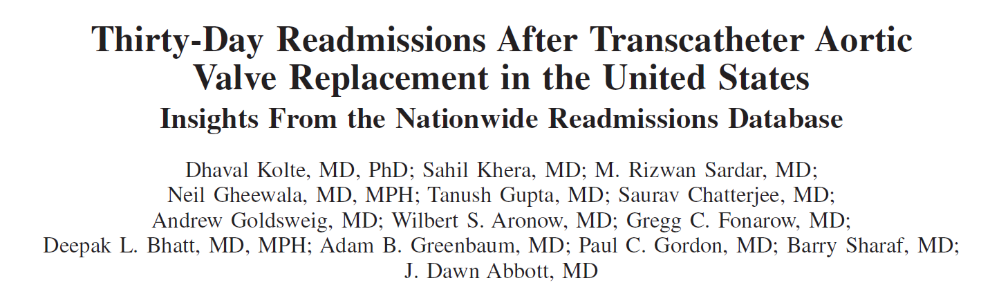 Thirty-Day Readmissions After Transcatheter Aortic
Valve Replacement in the United States
Insights From the Nationwide Readmissions Database
Dhaval Kolte, MD, PhD; Sahil Khera, MD; M. Rizwan Sardar, MD;
Neil Gheewala, MD, MPH; Tanush Gupta, MD; Saurav Chatterjee, MD;
Andrew Goldsweig, MD; Wilbert S. Aronow, MD; Gregg C. Fonarow, MD;
Deepak L. Bhatt, MD, MPH; Adam B. Greenbaum, MD; Paul C. Gordon, MD; Barry Sharaf, MD;
J. Dawn Abbott, MD